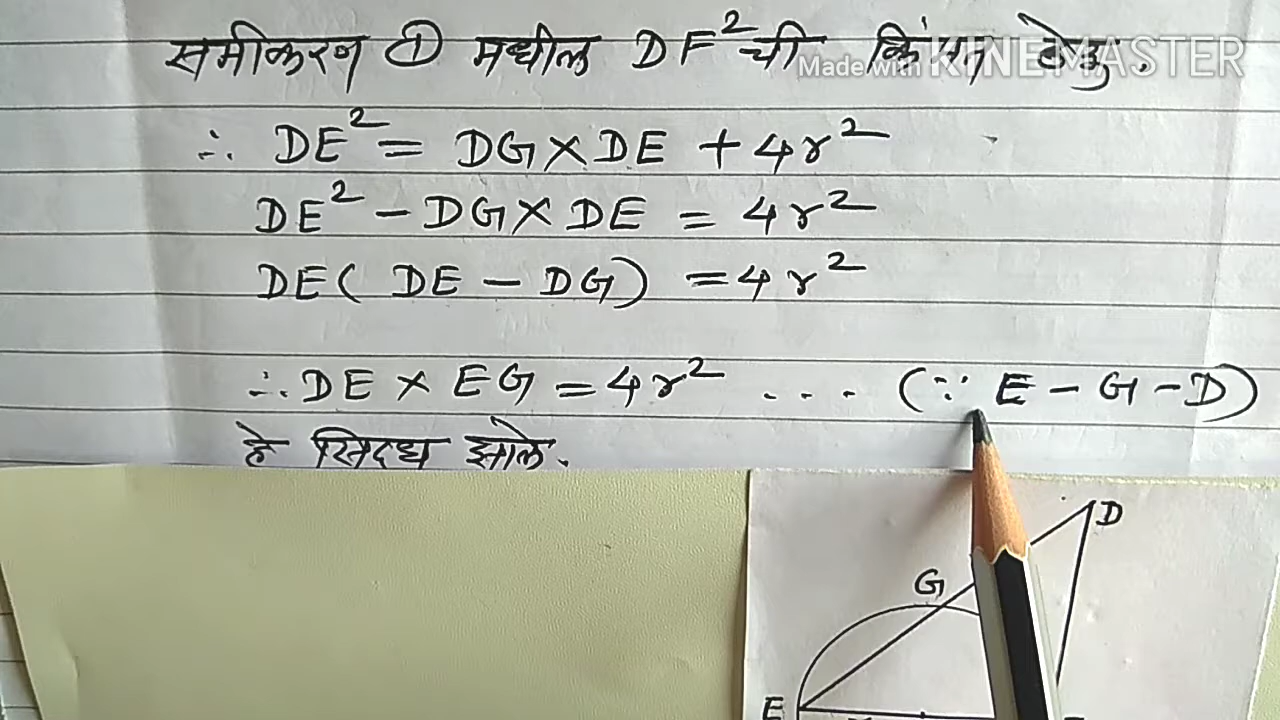 समीकरण ① मधील DF²ची किंमत ठेवू.
Made with KINEMASTER
∴ DE² = DG×DE + 4r²
DE² - DG×DE = 4r²
DE( DE - DG) = 4r²
∴ DE × EG = 4r² ... (∵ E - G - D)
हे सिद्ध झाले.
D
G
E